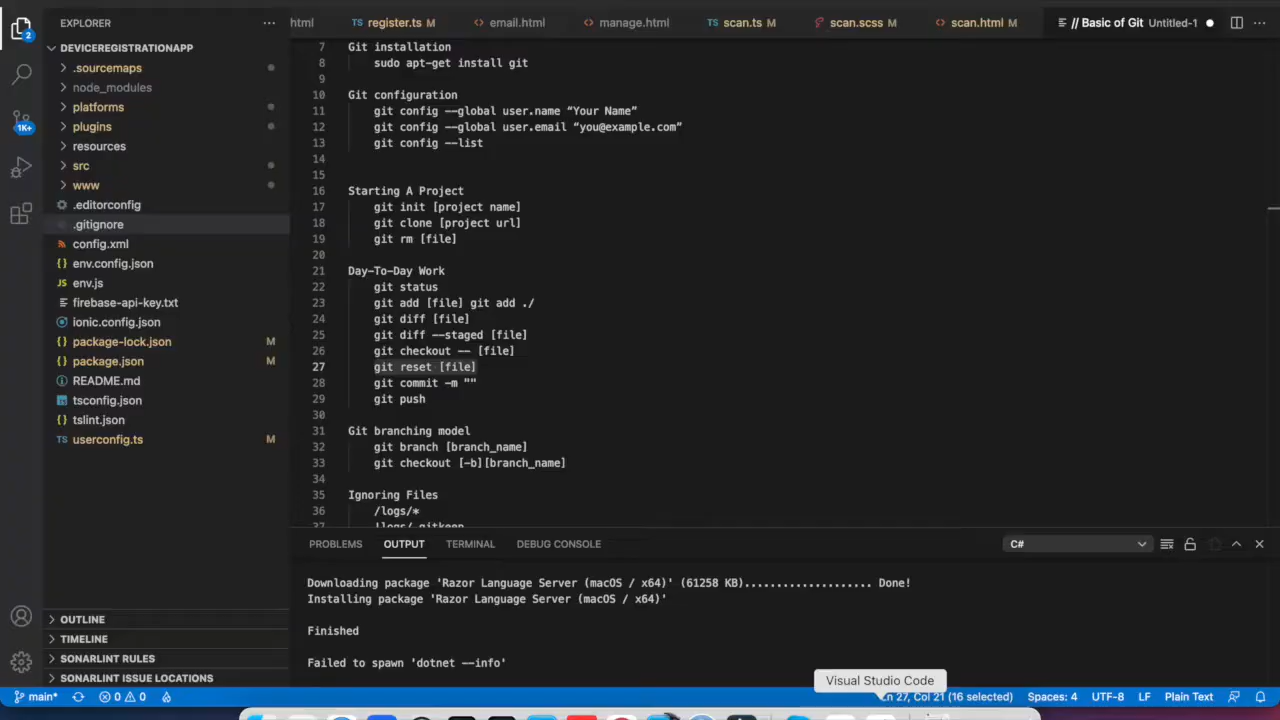 EXPLORER
html
register.ts M
email.html
manage.html
scan.ts M
scan.scss M
scan.html M
// Basic of Git Untitled-1
2
1K+
DEVICEREGISTRATIONAPP
.sourcemaps
node_modules
platforms
plugins
resources
src
www
.editorconfig
.gitignore
config.xml
env.config.json
env.js
firebase-api-key.txt
ionic.config.json
package-lock.json M
package.json M
README.md
tsconfig.json
tslint.json
userconfig.ts M
OUTLINE
TIMELINE
SONARLINT RULES
SONARLINT ISSUE LOCATIONS
7 Git installation
8 sudo apt-get install git
9
10 Git configuration
11 git config --global user.name “Your Name”
12 git config --global user.email “you@example.com”
13 git config --list
14
15
16 Starting A Project
17 git init [project name]
18 git clone [project url]
19 git rm [file]
20
21 Day-To-Day Work
22 git status
23 git add [file] git add ./
24 git diff [file]
25 git diff --staged [file]
26 git checkout -- [file]
27 git reset [file]
28 git commit -m ""
29 git push
30
31 Git branching model
32 git branch [branch_name]
33 git checkout [-b][branch_name]
34
35 Ignoring Files
36 /logs/*
37 !logs/.gitkeep
PROBLEMS OUTPUT TERMINAL DEBUG CONSOLE
C#
Downloading package 'Razor Language Server (macOS / x64)' (61258 KB).................... Done!
Installing package 'Razor Language Server (macOS / x64)'
Finished
Failed to spawn 'dotnet --info'
Visual Studio Code
main* 0 0
Ln 27, Col 21 (16 selected) Spaces: 4 UTF-8 LF Plain Text